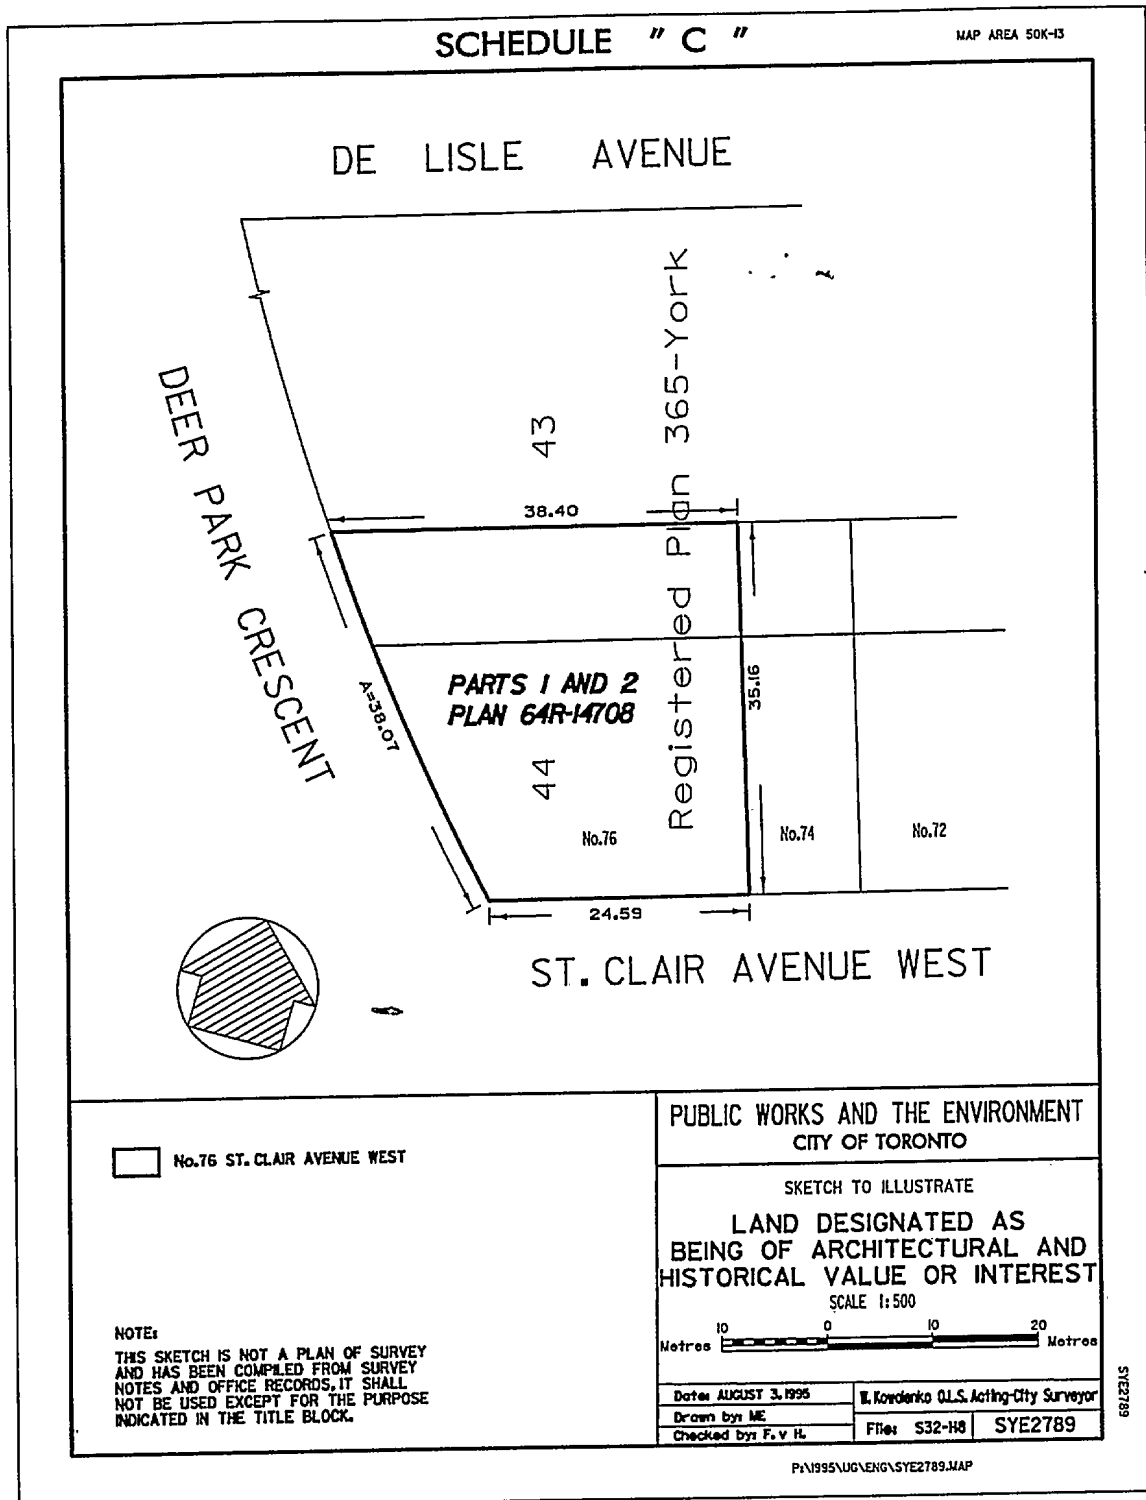 SCHEDULE " C "
MAP AREA 50K-13
DE LISLE AVENUE
DEER PARK CRESCENT
43
Registered Plan 365-York
38.40
A=38.07
PARTS 1 AND 2
PLAN 64R-14708
35.16
44
No.76
No.74
No.72
24.59
ST. CLAIR AVENUE WEST
No.76 ST. CLAIR AVENUE WEST
NOTE:
THIS SKETCH IS NOT A PLAN OF SURVEY
AND HAS BEEN COMPILED FROM SURVEY
NOTES AND OFFICE RECORDS. IT SHALL
NOT BE USED EXCEPT FOR THE PURPOSE
INDICATED IN THE TITLE BLOCK.
PUBLIC WORKS AND THE ENVIRONMENT
CITY OF TORONTO
SKETCH TO ILLUSTRATE
LAND DESIGNATED AS
BEING OF ARCHITECTURAL AND
HISTORICAL VALUE OR INTEREST
SCALE 1:500
10 0 10 20
Metres Metres
Date: AUGUST 3, 1995
Drawn by: ME
Checked by: F. v H.
W. Kowalenko O.L.S. Acting-City Surveyor
File: S32-H8
SYE2789
SYE2789
P:\1995\UG\ENG\SYE2789.MAP